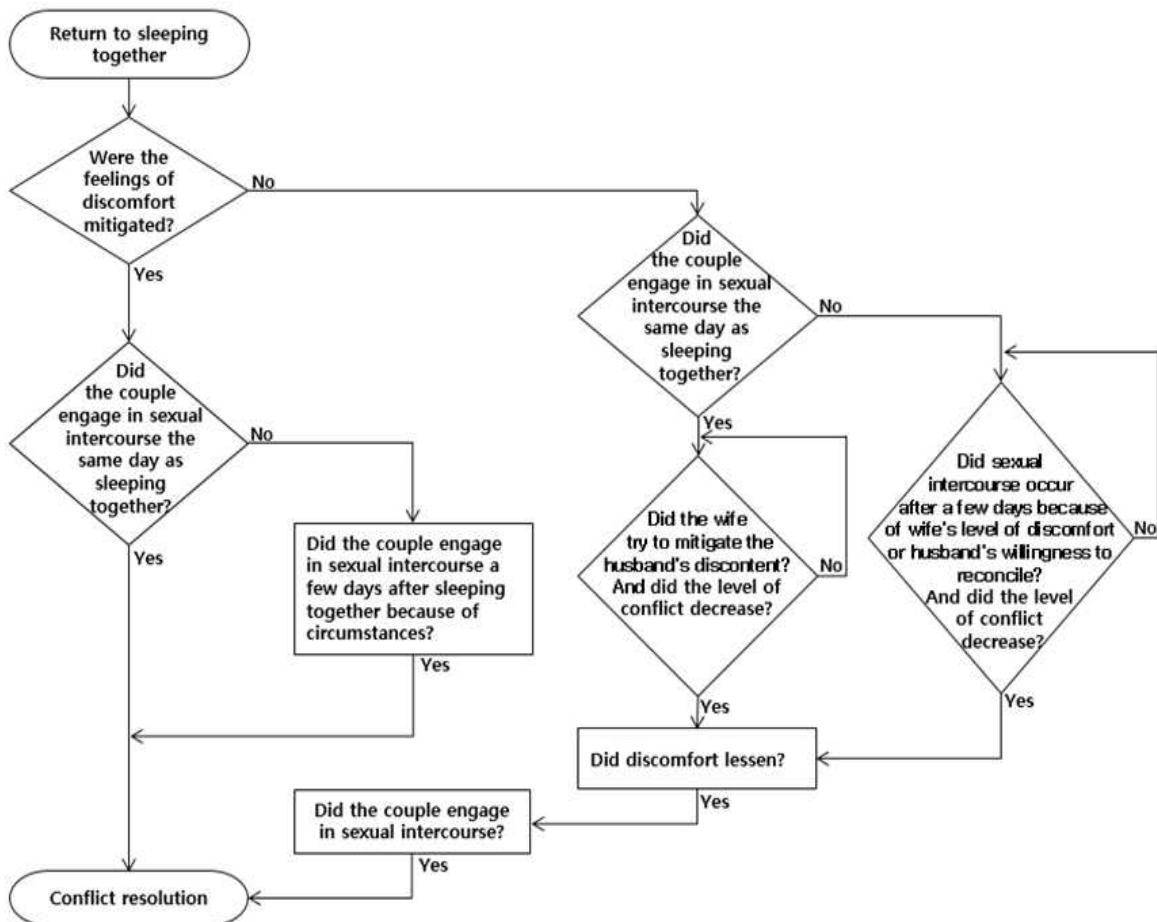 Return to sleeping
together
Were the
feelings of
discomfort
mitigated?
No
Yes
Did
the couple
engage in sexual
intercourse the
same day as
sleeping
together?
No
Yes
Did the couple engage
in sexual intercourse a
few days after sleeping
together because of
circumstances?
Yes
Did
the couple
engage in sexual
intercourse the
same day as
sleeping
together?
No
Yes
Did the wife
try to mitigate the
husband's discontent?
And did the level of
conflict decrease?
No
Yes
Did sexual
intercourse occur
after a few days because
of wife's level of discomfort
or husband's willingness to
reconcile?
And did the level
of conflict
decrease?
No
Yes
Did discomfort lessen?
Yes
Did the couple engage
in sexual intercourse?
Yes
Conflict resolution